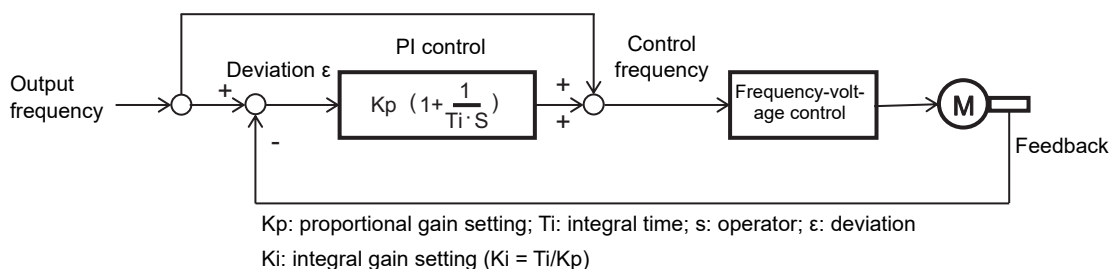 PI control
Control
frequency
Output
frequency
Deviation ε
+
-
Kp (1+ 1
Ti·S )
+
+
Frequency-volt-
age control
M
Feedback
Kp: proportional gain setting; Ti: integral time; s: operator; ε: deviation
Ki: integral gain setting (Ki = Ti/Kp)